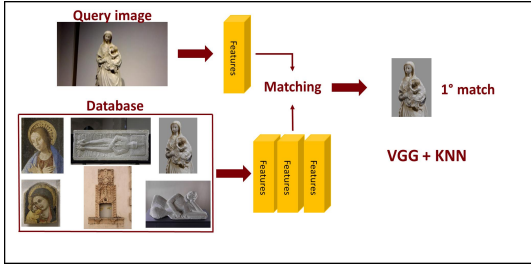 Query image
Features
Matching
1° match
Database
Features
Features
Features
VGG + KNN